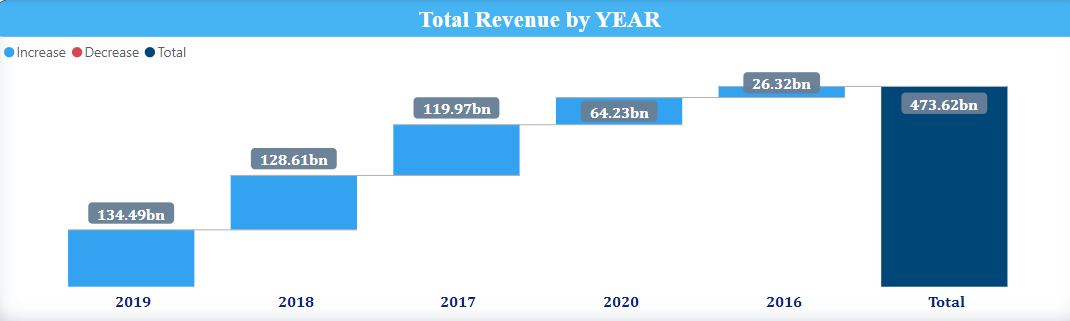 Total Revenue by YEAR
Increase Decrease Total
26.32bn
473.62bn
119.97bn
64.23bn
128.61bn
134.49bn
2019 2018 2017 2020 2016 Total